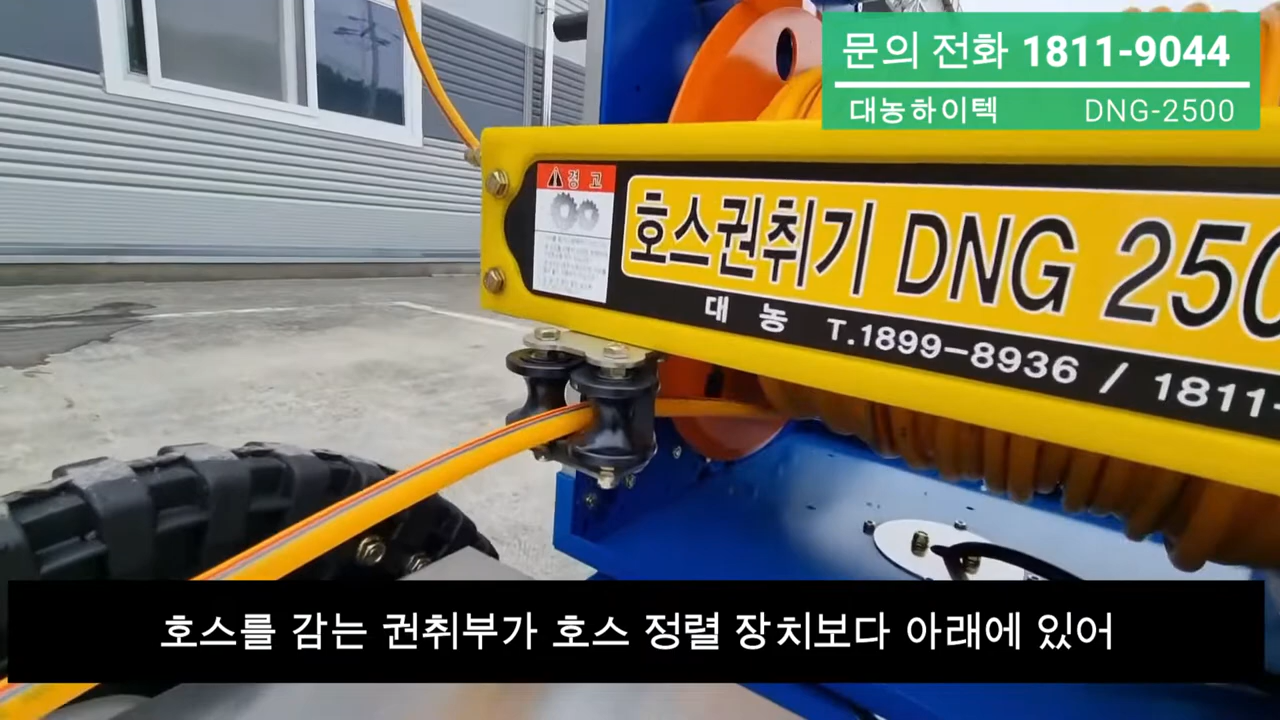 문의 전화 1811-9044
대농하이텍 DNG-2500
경 고
호스권취기 DNG 250
대 농 T.1899-8936 / 1811-
호스를 감는 권취부가 호스 정렬 장치보다 아래에 있어